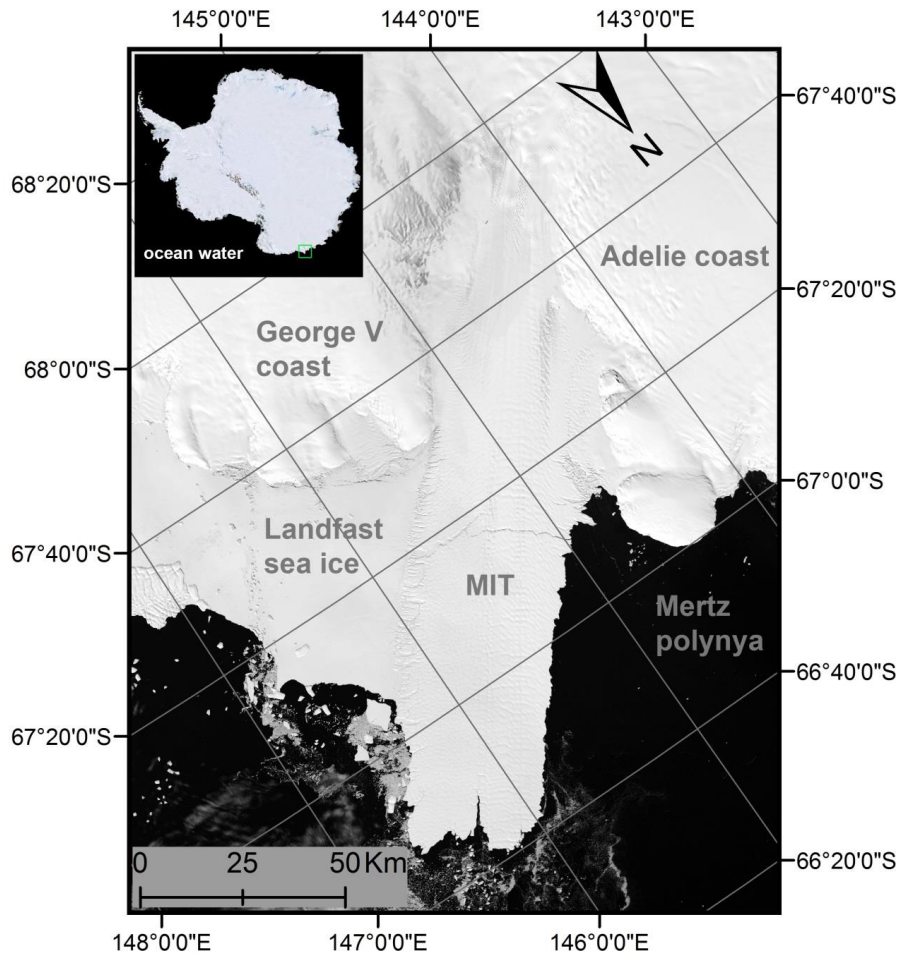 145°0'0"E
144°0'0"E
143°0'0"E
67°40'0"S
N
68°20'0"S
ocean water
Adelie coast
67°20'0"S
George V
coast
68°0'0"S
67°0'0"S
Landfast
sea ice
67°40'0"S
MIT
Mertz
polynya
66°40'0"S
67°20'0"S
0
25
50 Km
66°20'0"S
148°0'0"E
147°0'0"E
146°0'0"E